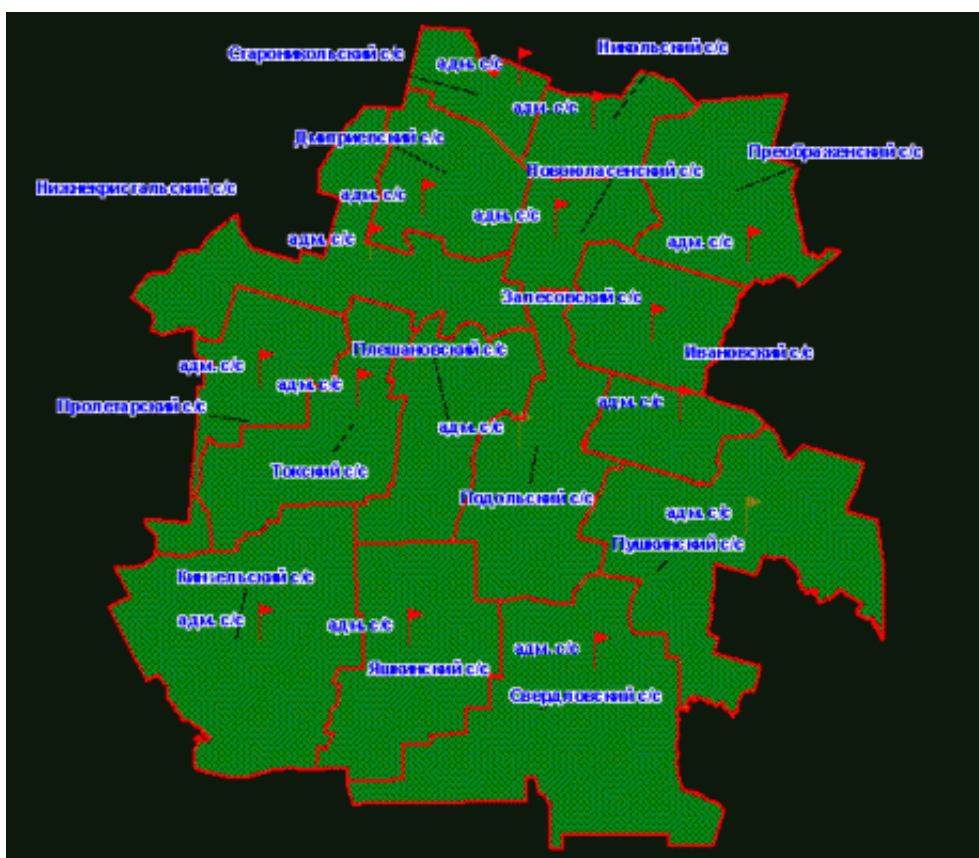 Никольский с/с
Староникольский с/с
адм. с/с
адм. с/с
Дмитриевский с/с
Преображенский с/с
Новоюласенский с/с
Нижнекристальский с/с
адм. с/с
адм. с/с
адм. с/с
адм. с/с
Залесовский с/с
Плешановский с/с
Ивановский с/с
адм. с/с
адм. с/с
адм. с/с
Пролетарский с/с
адм. с/с
Токский с/с
Подольский с/с
адм. с/с
Пушкинский с/с
Кинзельский с/с
адм. с/с
адм. с/с
адм. с/с
Яшкинский с/с
Свердловский с/с